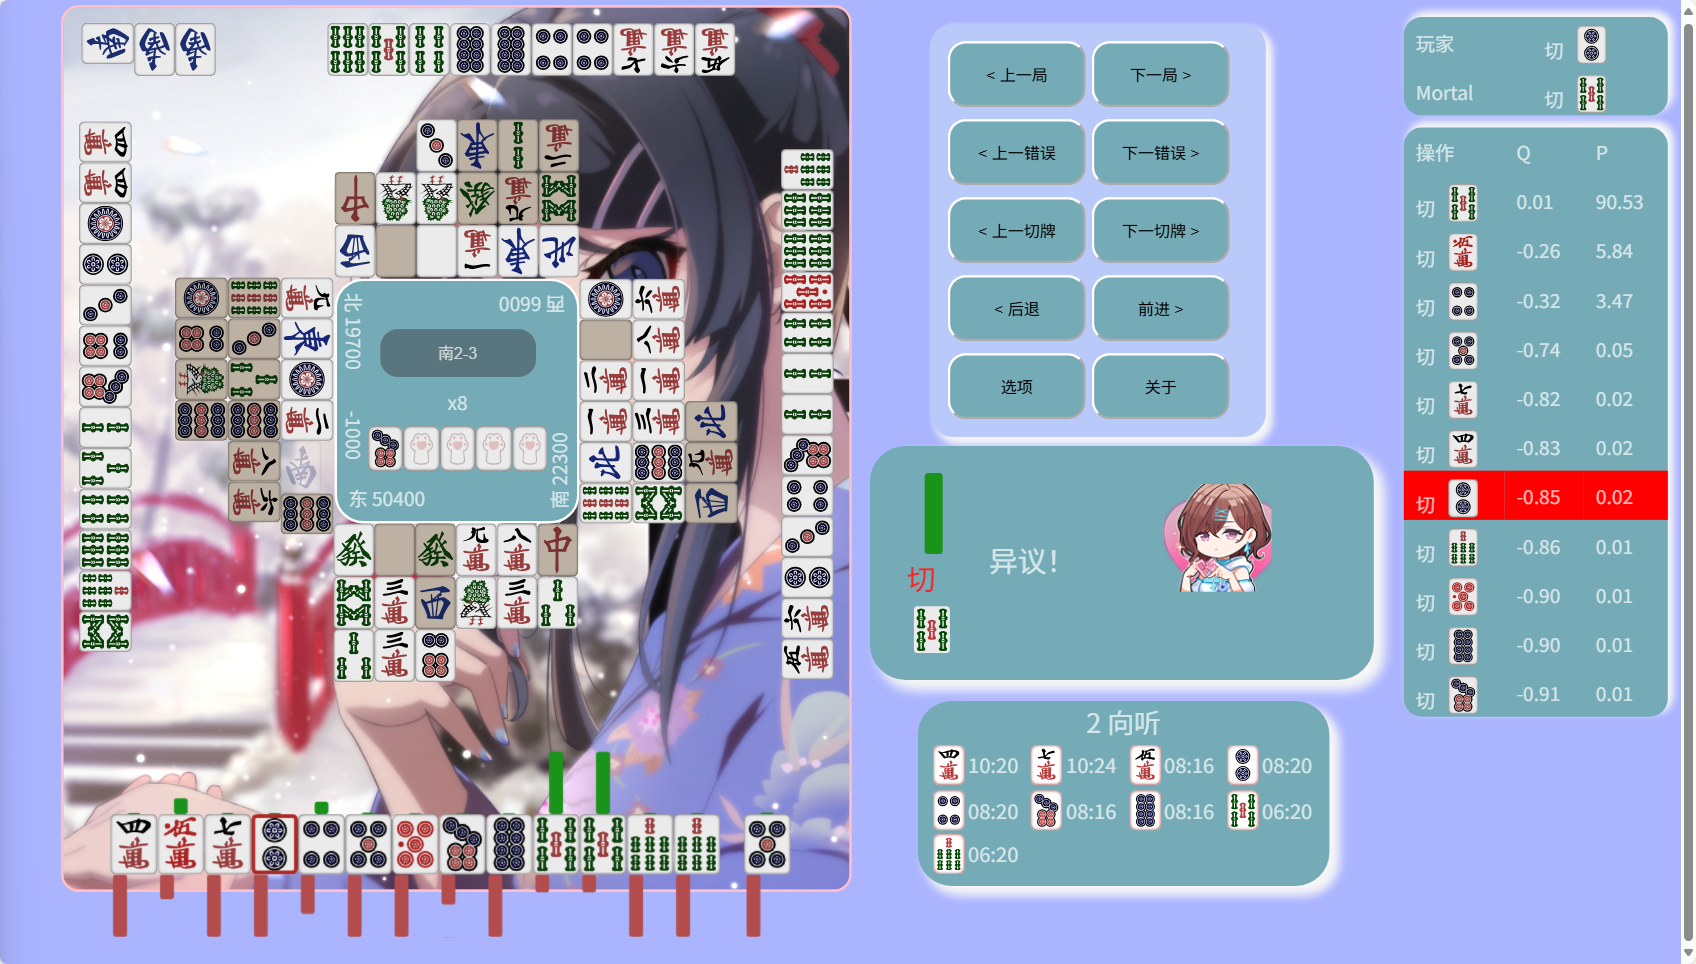 北 19700
西 6600
南2-3
x8
-1000
南 22300
东 50400
< 上一局
下一局 >
< 上一错误
下一错误 >
< 上一切牌
下一切牌 >
< 后退
前进 >
选项
关于
切
异议!
2 向听
10:20
10:24
08:16
08:20
08:20
08:16
08:16
06:20
06:20
玩家 切
Mortal 切
操作 Q P
切 0.01 90.53
切 -0.26 5.84
切 -0.32 3.47
切 -0.74 0.05
切 -0.82 0.02
切 -0.83 0.02
切 -0.85 0.02
切 -0.86 0.01
切 -0.90 0.01
切 -0.90 0.01
切 -0.91 0.01